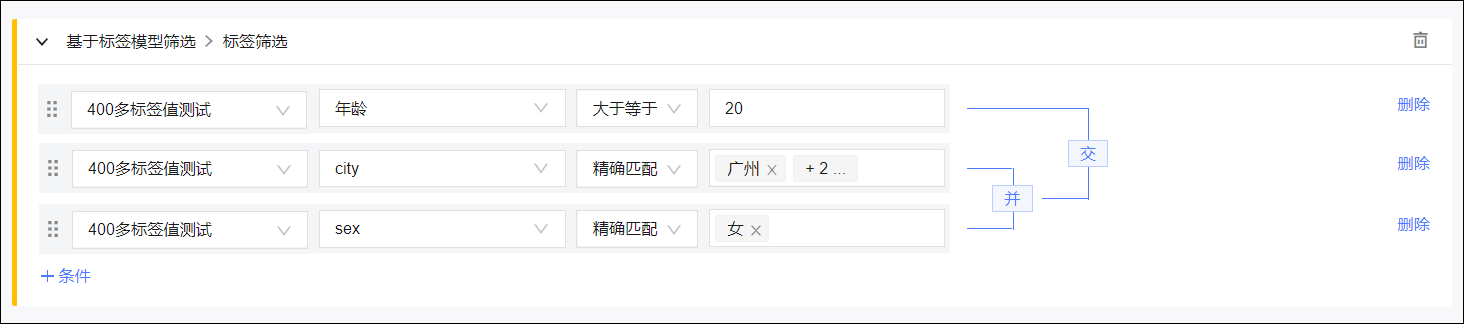 基于标签模型筛选 > 标签筛选
400多标签值测试 年龄 大于等于 20 删除
交
400多标签值测试 city 精确匹配 广州 × + 2 ... 删除
并
400多标签值测试 sex 精确匹配 女 × 删除
+ 条件